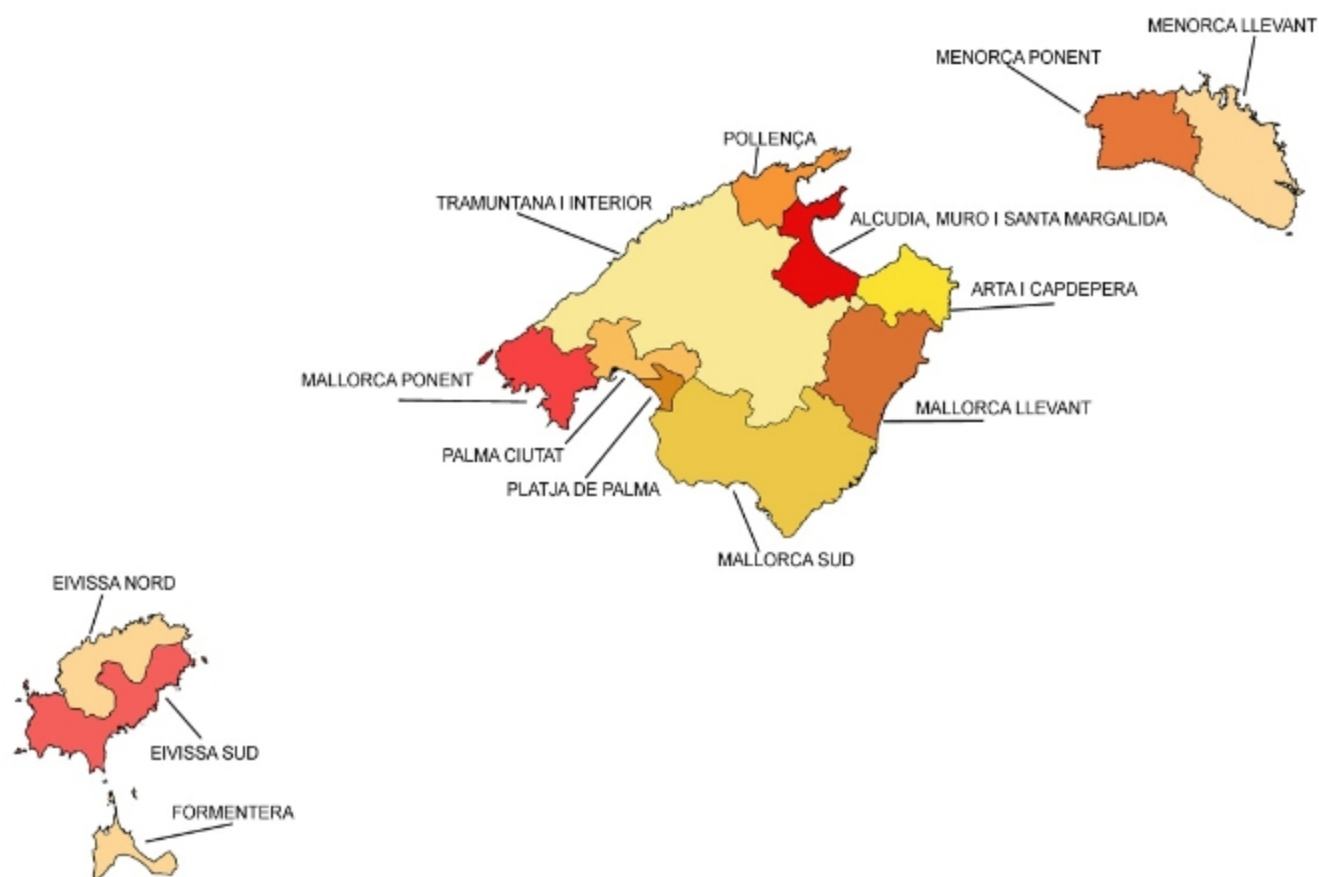 MENORCA LLEVANT
MENORCA PONENT
POLLENÇA
TRAMUNTANA I INTERIOR
ALCUDIA, MURO I SANTA MARGALIDA
ARTA I CAPDEPERA
MALLORCA PONENT
MALLORCA LLEVANT
PALMA CIUTAT
PLATJA DE PALMA
MALLORCA SUD
EIVISSA NORD
EIVISSA SUD
FORMENTERA